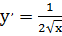 y' = 1/(2√x)